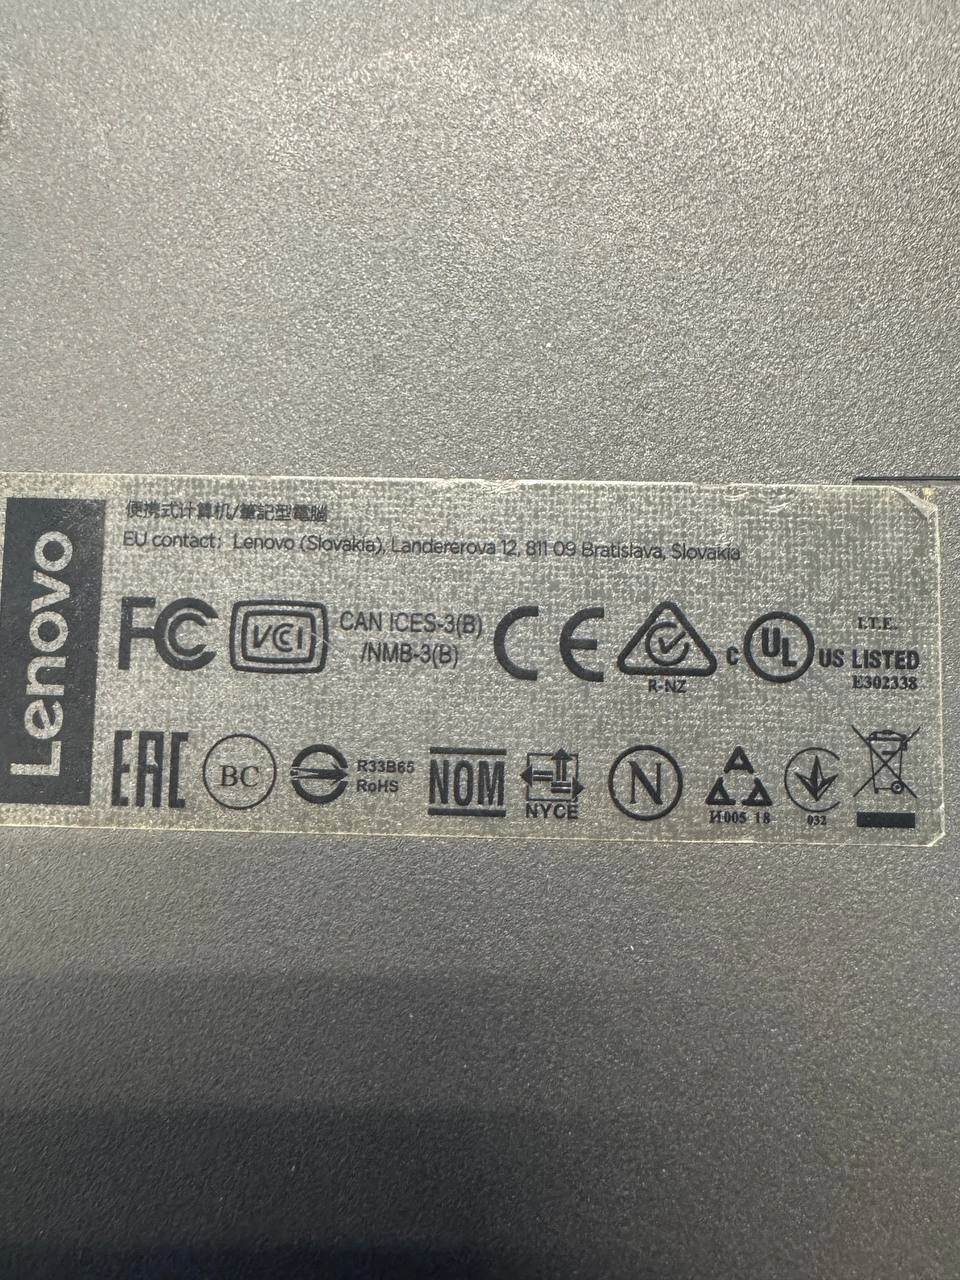 Lenovo
便携式计算机/筆記型電腦
EU contact: Lenovo (Slovakia), Landererova 12, 811 09 Bratislava, Slovakia
FC VCCI CAN ICES-3(B) /NMB-3(B) CE R-NZ c UL US LISTED I.T.E. E302338
EAC BC R33B65 RoHS NOM NYCE N И005 18 032